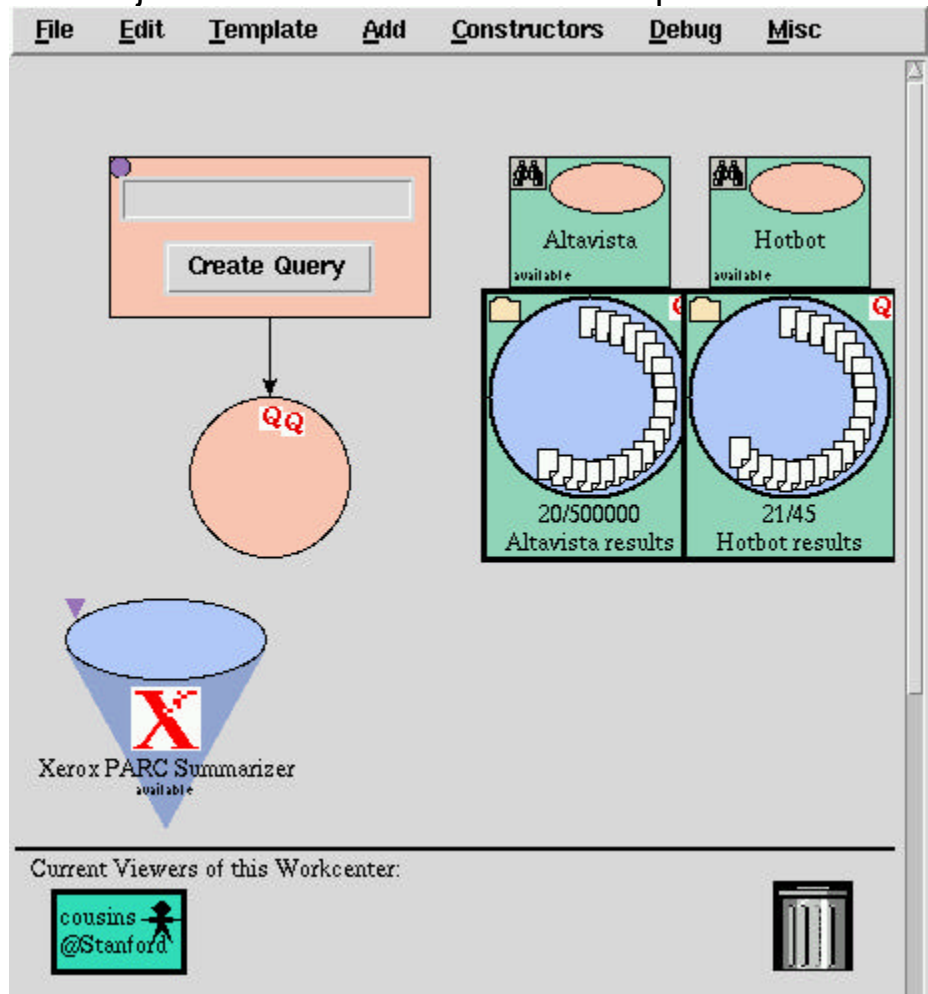 File Edit Template Add Constructors Debug Misc
Create Query
Q Q
Altavista
available
Hotbot
available
Q
Q
20/500000
Altavista results
21/45
Hotbot results
X
Xerox PARC Summarizer
available
Current Viewers of this Workcenter:
cousins
@Stanford